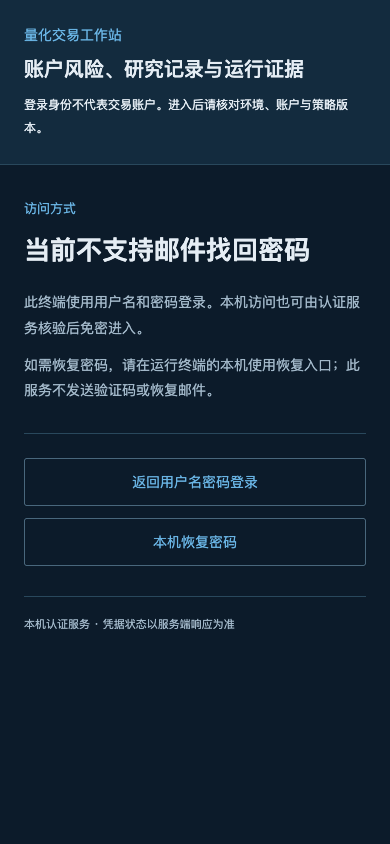 量化交易工作站
账户风险、研究记录与运行证据
登录身份不代表交易账户。进入后请核对环境、账户与策略版
本。
访问方式
当前不支持邮件找回密码
此终端使用用户名和密码登录。本机访问也可由认证服
务核验后免密进入。
如需恢复密码，请在运行终端的本机使用恢复入口；此
服务不发送验证码或恢复邮件。
返回用户名密码登录
本机恢复密码
本机认证服务 · 凭据状态以服务端响应为准